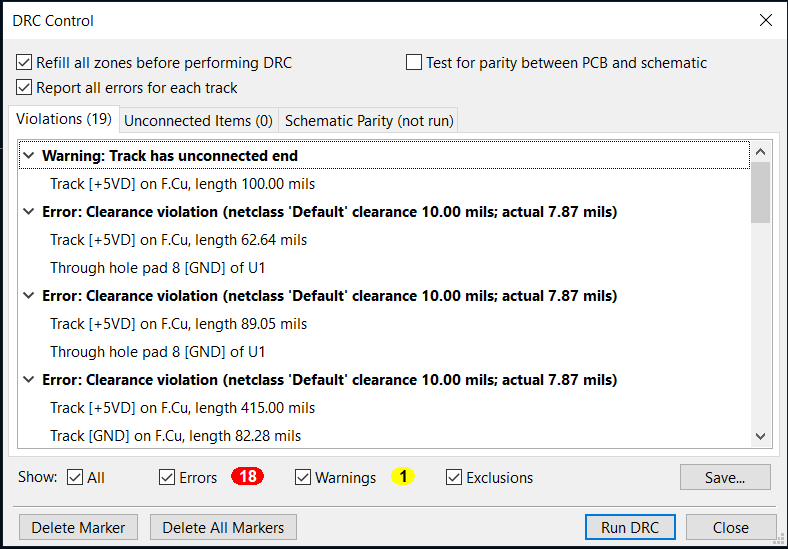 DRC Control
Refill all zones before performing DRC
Test for parity between PCB and schematic
Report all errors for each track
Violations (19)
Unconnected Items (0)
Schematic Parity (not run)
Warning: Track has unconnected end
Track [+5VD] on F.Cu, length 100.00 mils
Error: Clearance violation (netclass 'Default' clearance 10.00 mils; actual 7.87 mils)
Track [+5VD] on F.Cu, length 62.64 mils
Through hole pad 8 [GND] of U1
Error: Clearance violation (netclass 'Default' clearance 10.00 mils; actual 7.87 mils)
Track [+5VD] on F.Cu, length 89.05 mils
Through hole pad 8 [GND] of U1
Error: Clearance violation (netclass 'Default' clearance 10.00 mils; actual 7.87 mils)
Track [+5VD] on F.Cu, length 415.00 mils
Track [GND] on F.Cu, length 82.28 mils
Show: All Errors 18 Warnings 1 Exclusions Save...
Delete Marker Delete All Markers Run DRC Close